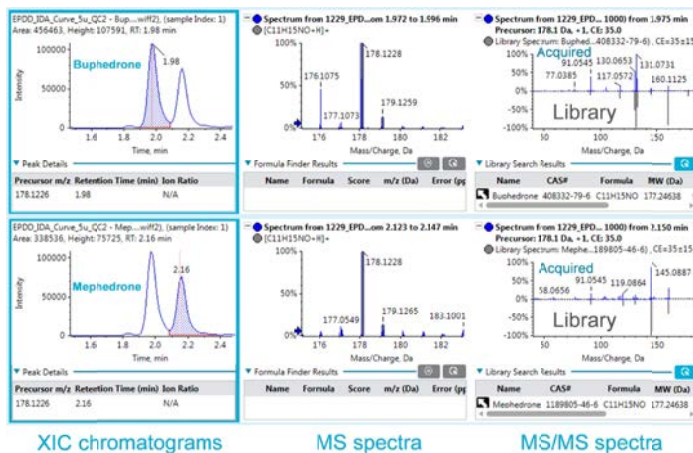 EPDD_IDA_Curve_5u_QC2 - Bup...wiff2), (sample Index: 1)
Area: 456463, Height: 107591, RT: 1.98 min
Buphedrone
1.98
100000
50000
0
Intensity
1.6 1.8 2.0 2.2 2.4
Time, min
Peak Details
Precursor m/z Retention Time (min) Ion Ratio
178.1226 1.98 N/A
Spectrum from 1229_EPD...om 1.972 to 1.996 min
[C11H15NO+H]+
100%
50%
0%
178.1228
176.1075
177.1073
179.1259
176 178 180 182
Mass/Charge, Da
Formula Finder Results
Name Formula Score m/z (Da) Error (pp
Spectrum from 1229_EPD... 1000) from 1.975 min
Precursor: 178.1 Da, +1, CE: 35.0
Library Spectrum: Buphed...408332-79-6), CE=35±15
Acquired
100%
50%
0%
-50%
-100%
77.0385
91.0545
117.0572
130.0653
131.0731
160.1125
Library
50 100 150
Mass/Charge, Da
Library Search Results
Name CAS# Formula MW (Da)
Buphedrone 408332-79-6 C11H15NO 177.24638
EPDD_IDA_Curve_5u_QC2 - Mep...wiff2), (sample Index: 1)
Area: 338536, Height: 75725, RT: 2.16 min
Mephedrone
2.16
100000
50000
0
Intensity
1.6 1.8 2.0 2.2 2.4
Time, min
Peak Details
Precursor m/z Retention Time (min) Ion Ratio
178.1226 2.16 N/A
Spectrum from 1229_EPD...om 2.123 to 2.147 min
[C11H15NO+H]+
100%
50%
0%
178.1228
177.0549
179.1265
183.1001
176 178 180 182
Mass/Charge, Da
Formula Finder Results
Name Formula Score m/z (Da) Error (pp
Spectrum from 1229_EPD... 1000) from 2.150 min
Precursor: 178.1 Da, +1, CE: 35.0
Library Spectrum: Mephe...189805-46-6), CE=35±15
Acquired
100%
50%
0%
-50%
-100%
58.0656
91.0545
119.0864
145.0887
Library
50 100 150
Mass/Charge, Da
Library Search Results
Name CAS# Formula MW (Da)
Mephedrone 1189805-46-6 C11H15NO 177.24638
XIC chromatograms MS spectra MS/MS spectra